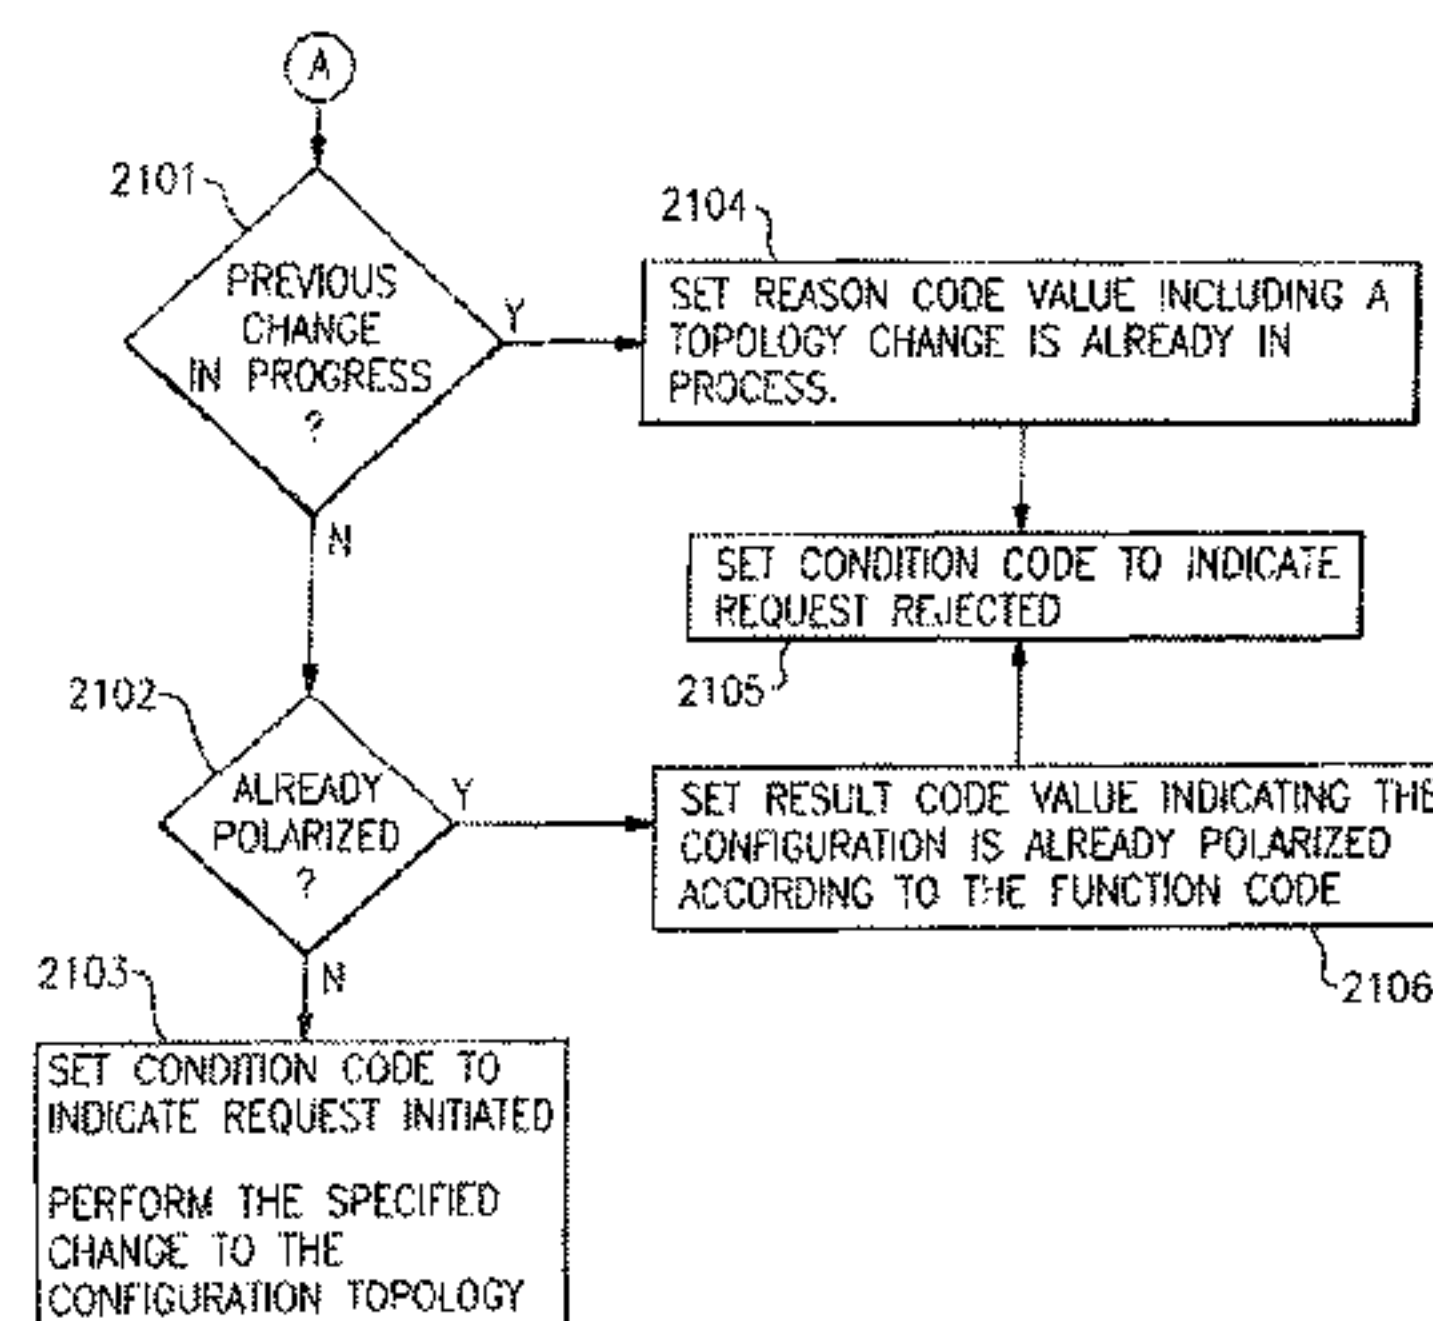 A
2101
PREVIOUS
CHANGE
IN PROGRESS
?
Y
N
2104
SET REASON CODE VALUE INCLUDING A
TOPOLOGY CHANGE IS ALREADY IN
PROCESS.
SET CONDITION CODE TO INDICATE
REQUEST REJECTED
2105
2102
ALREADY
POLARIZED
?
Y
N
SET RESULT CODE VALUE INDICATING THE
CONFIGURATION IS ALREADY POLARIZED
ACCORDING TO THE FUNCTION CODE
2106
2103
SET CONDITION CODE TO
INDICATE REQUEST INITIATED
PERFORM THE SPECIFIED
CHANGE TO THE
CONFIGURATION TOPOLOGY